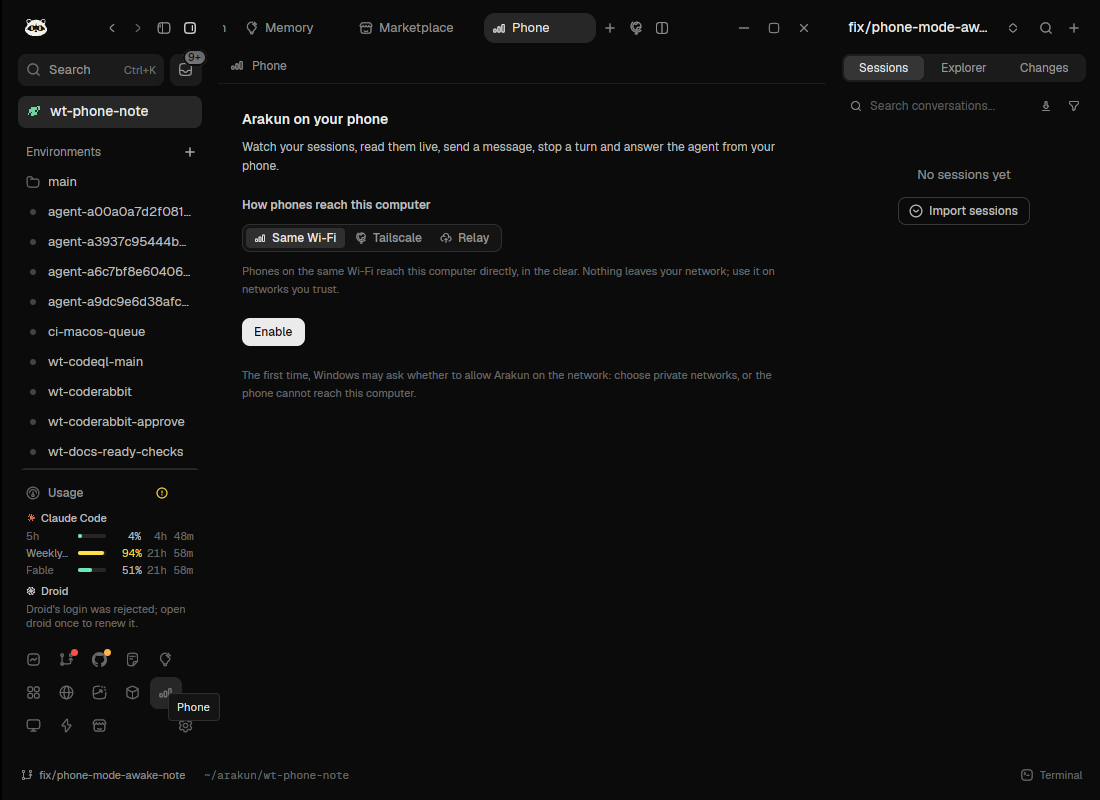 Memory
Marketplace
Phone
fix/phone-mode-aw...
Search
Ctrl+K
9+
Phone
Sessions
Explorer
Changes
wt-phone-note
Search conversations...
Environments
main
agent-a00a0a7d2f081...
agent-a3937c95444b...
agent-a6c7bf8e60406...
agent-a9dc9e6d38afc...
ci-macos-queue
wt-codeql-main
wt-coderabbit
wt-coderabbit-approve
wt-docs-ready-checks
Usage
Claude Code
5h 4% 4h 48m
Weekly... 94% 21h 58m
Fable 51% 21h 58m
Droid
Droid's login was rejected; open
droid once to renew it.
Phone
Arakun on your phone
Watch your sessions, read them live, send a message, stop a turn and answer the agent from your
phone.
How phones reach this computer
Same Wi-Fi
Tailscale
Relay
Phones on the same Wi-Fi reach this computer directly, in the clear. Nothing leaves your network; use it on
networks you trust.
Enable
The first time, Windows may ask whether to allow Arakun on the network: choose private networks, or the
phone cannot reach this computer.
No sessions yet
Import sessions
fix/phone-mode-awake-note
~/arakun/wt-phone-note
Terminal